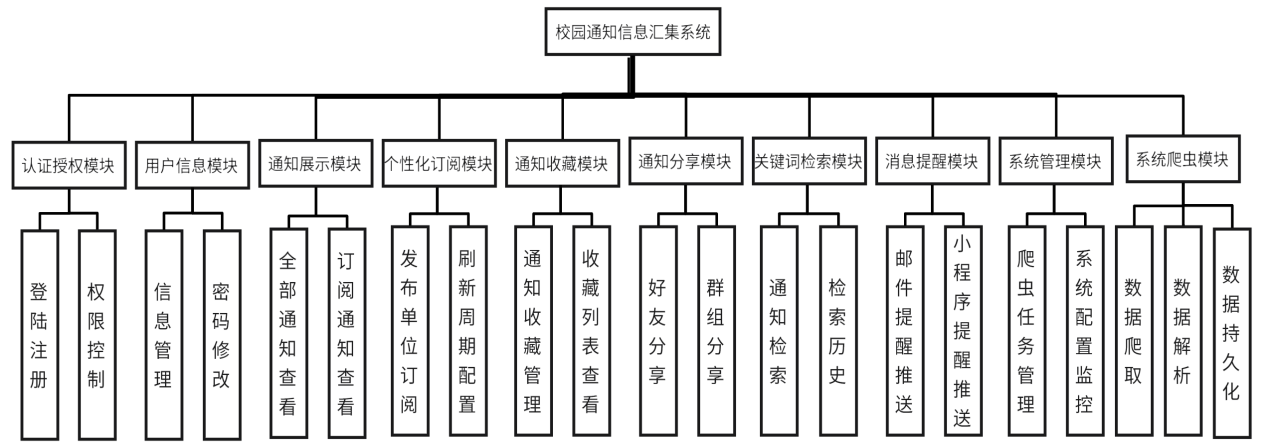 校园通知信息汇集系统
认证授权模块
用户信息模块
通知展示模块
个性化订阅模块
通知收藏模块
通知分享模块
关键词检索模块
消息提醒模块
系统管理模块
系统爬虫模块
登陆注册
权限控制
信息管理
密码修改
全部通知查看
订阅通知查看
发布单位订阅
刷新周期配置
通知收藏管理
收藏列表查看
好友分享
群组分享
通知检索
检索历史
邮件提醒推送
小程序提醒推送
爬虫任务管理
系统配置监控
数据爬取
数据解析
数据持久化